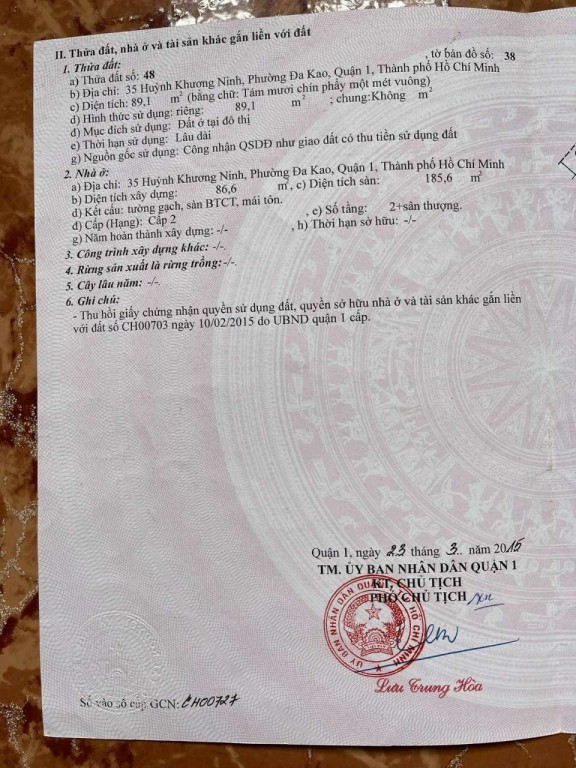 II. Thửa đất, nhà ở và tài sản khác gắn liền với đất
1. Thửa đất:
a) Thửa đất số: 48 , tờ bản đồ số: 38
b) Địa chỉ: 35 Huỳnh Khương Ninh, Phường Đa Kao, Quận 1, Thành phố Hồ Chí Minh
c) Diện tích: 89,1 m² (bằng chữ: Tám mươi chín phẩy một mét vuông)
d) Hình thức sử dụng: riêng: 89,1 m² ; chung:Không m²
đ) Mục đích sử dụng: Đất ở tại đô thị
e) Thời hạn sử dụng: Lâu dài
g) Nguồn gốc sử dụng: Công nhận QSDĐ như giao đất có thu tiền sử dụng đất
2. Nhà ở:
a) Địa chỉ: 35 Huỳnh Khương Ninh, Phường Đa Kao, Quận 1, Thành phố Hồ Chí Minh
b) Diện tích xây dựng: 86,6 m², c) Diện tích sàn: 185,6 m²
d) Kết cấu: tường gạch, sàn BTCT, mái tôn.
đ) Cấp (Hạng): Cấp 2 , e) Số tầng: 2+sân thượng.
g) Năm hoàn thành xây dựng: -/- , h) Thời hạn sở hữu: -/-
3. Công trình xây dựng khác: -/-.
4. Rừng sản xuất là rừng trồng:-/-.
5. Cây lâu năm: -/-.
6. Ghi chú:
- Thu hồi giấy chứng nhận quyền sử dụng đất, quyền sở hữu nhà ở và tài sản khác gắn liền
với đất số CH00703 ngày 10/02/2015 do UBND quận 1 cấp.
Quận 1, ngày 23 tháng 3 năm 2015
TM. ỦY BAN NHÂN DÂN QUẬN 1
KT, CHỦ TỊCH
PHÓ CHỦ TỊCH
Lưu Trung Hòa
Số vào sổ cấp GCN: CH00727